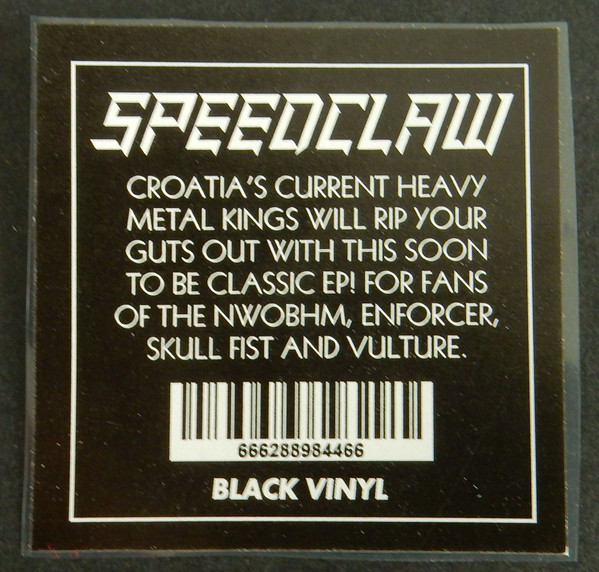 SPEEDCLAW
CROATIA'S CURRENT HEAVY
METAL KINGS WILL RIP YOUR
GUTS OUT WITH THIS SOON
TO BE CLASSIC EP! FOR FANS
OF THE NWOBHM, ENFORCER,
SKULL FIST AND VULTURE.
666288984466
BLACK VINYL